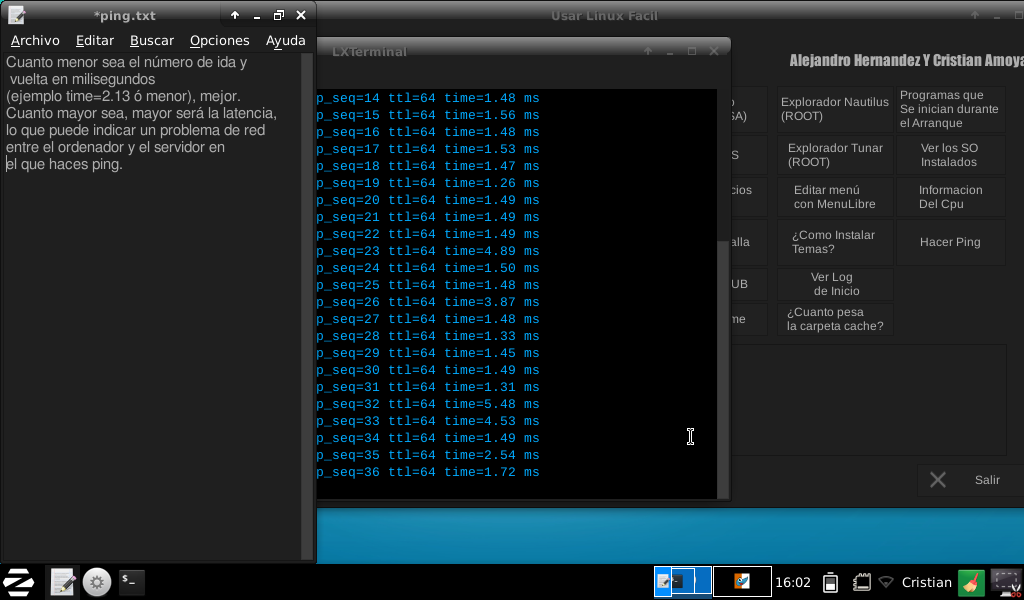 *ping.txt
Archivo Editar Buscar Opciones Ayuda
Cuanto menor sea el número de ida y
vuelta en milisegundos
(ejemplo time=2.13 ó menor), mejor.
Cuanto mayor sea, mayor será la latencia,
lo que puede indicar un problema de red
entre el ordenador y el servidor en
el que haces ping.
LXTerminal
p_seq=14 ttl=64 time=1.48 ms
p_seq=15 ttl=64 time=1.56 ms
p_seq=16 ttl=64 time=1.48 ms
p_seq=17 ttl=64 time=1.53 ms
p_seq=18 ttl=64 time=1.47 ms
p_seq=19 ttl=64 time=1.26 ms
p_seq=20 ttl=64 time=1.49 ms
p_seq=21 ttl=64 time=1.49 ms
p_seq=22 ttl=64 time=1.49 ms
p_seq=23 ttl=64 time=4.89 ms
p_seq=24 ttl=64 time=1.50 ms
p_seq=25 ttl=64 time=1.48 ms
p_seq=26 ttl=64 time=3.87 ms
p_seq=27 ttl=64 time=1.48 ms
p_seq=28 ttl=64 time=1.33 ms
p_seq=29 ttl=64 time=1.45 ms
p_seq=30 ttl=64 time=1.49 ms
p_seq=31 ttl=64 time=1.31 ms
p_seq=32 ttl=64 time=5.48 ms
p_seq=33 ttl=64 time=4.53 ms
p_seq=34 ttl=64 time=1.49 ms
p_seq=35 ttl=64 time=2.54 ms
p_seq=36 ttl=64 time=1.72 ms
Usar Linux Facil
Alejandro Hernandez Y Cristian Amoya
o
SA)
Explorador Nautilus
(ROOT)
Programas que
Se inician durante
el Arranque
S
Explorador Tunar
(ROOT)
Ver los SO
Instalados
cios
Editar menú
con MenuLibre
Informacion
Del Cpu
alla
¿Como Instalar
Temas?
Hacer Ping
UB
Ver Log
de Inicio
me
¿Cuanto pesa
la carpeta cache?
Salir
$_
16:02
Cristian